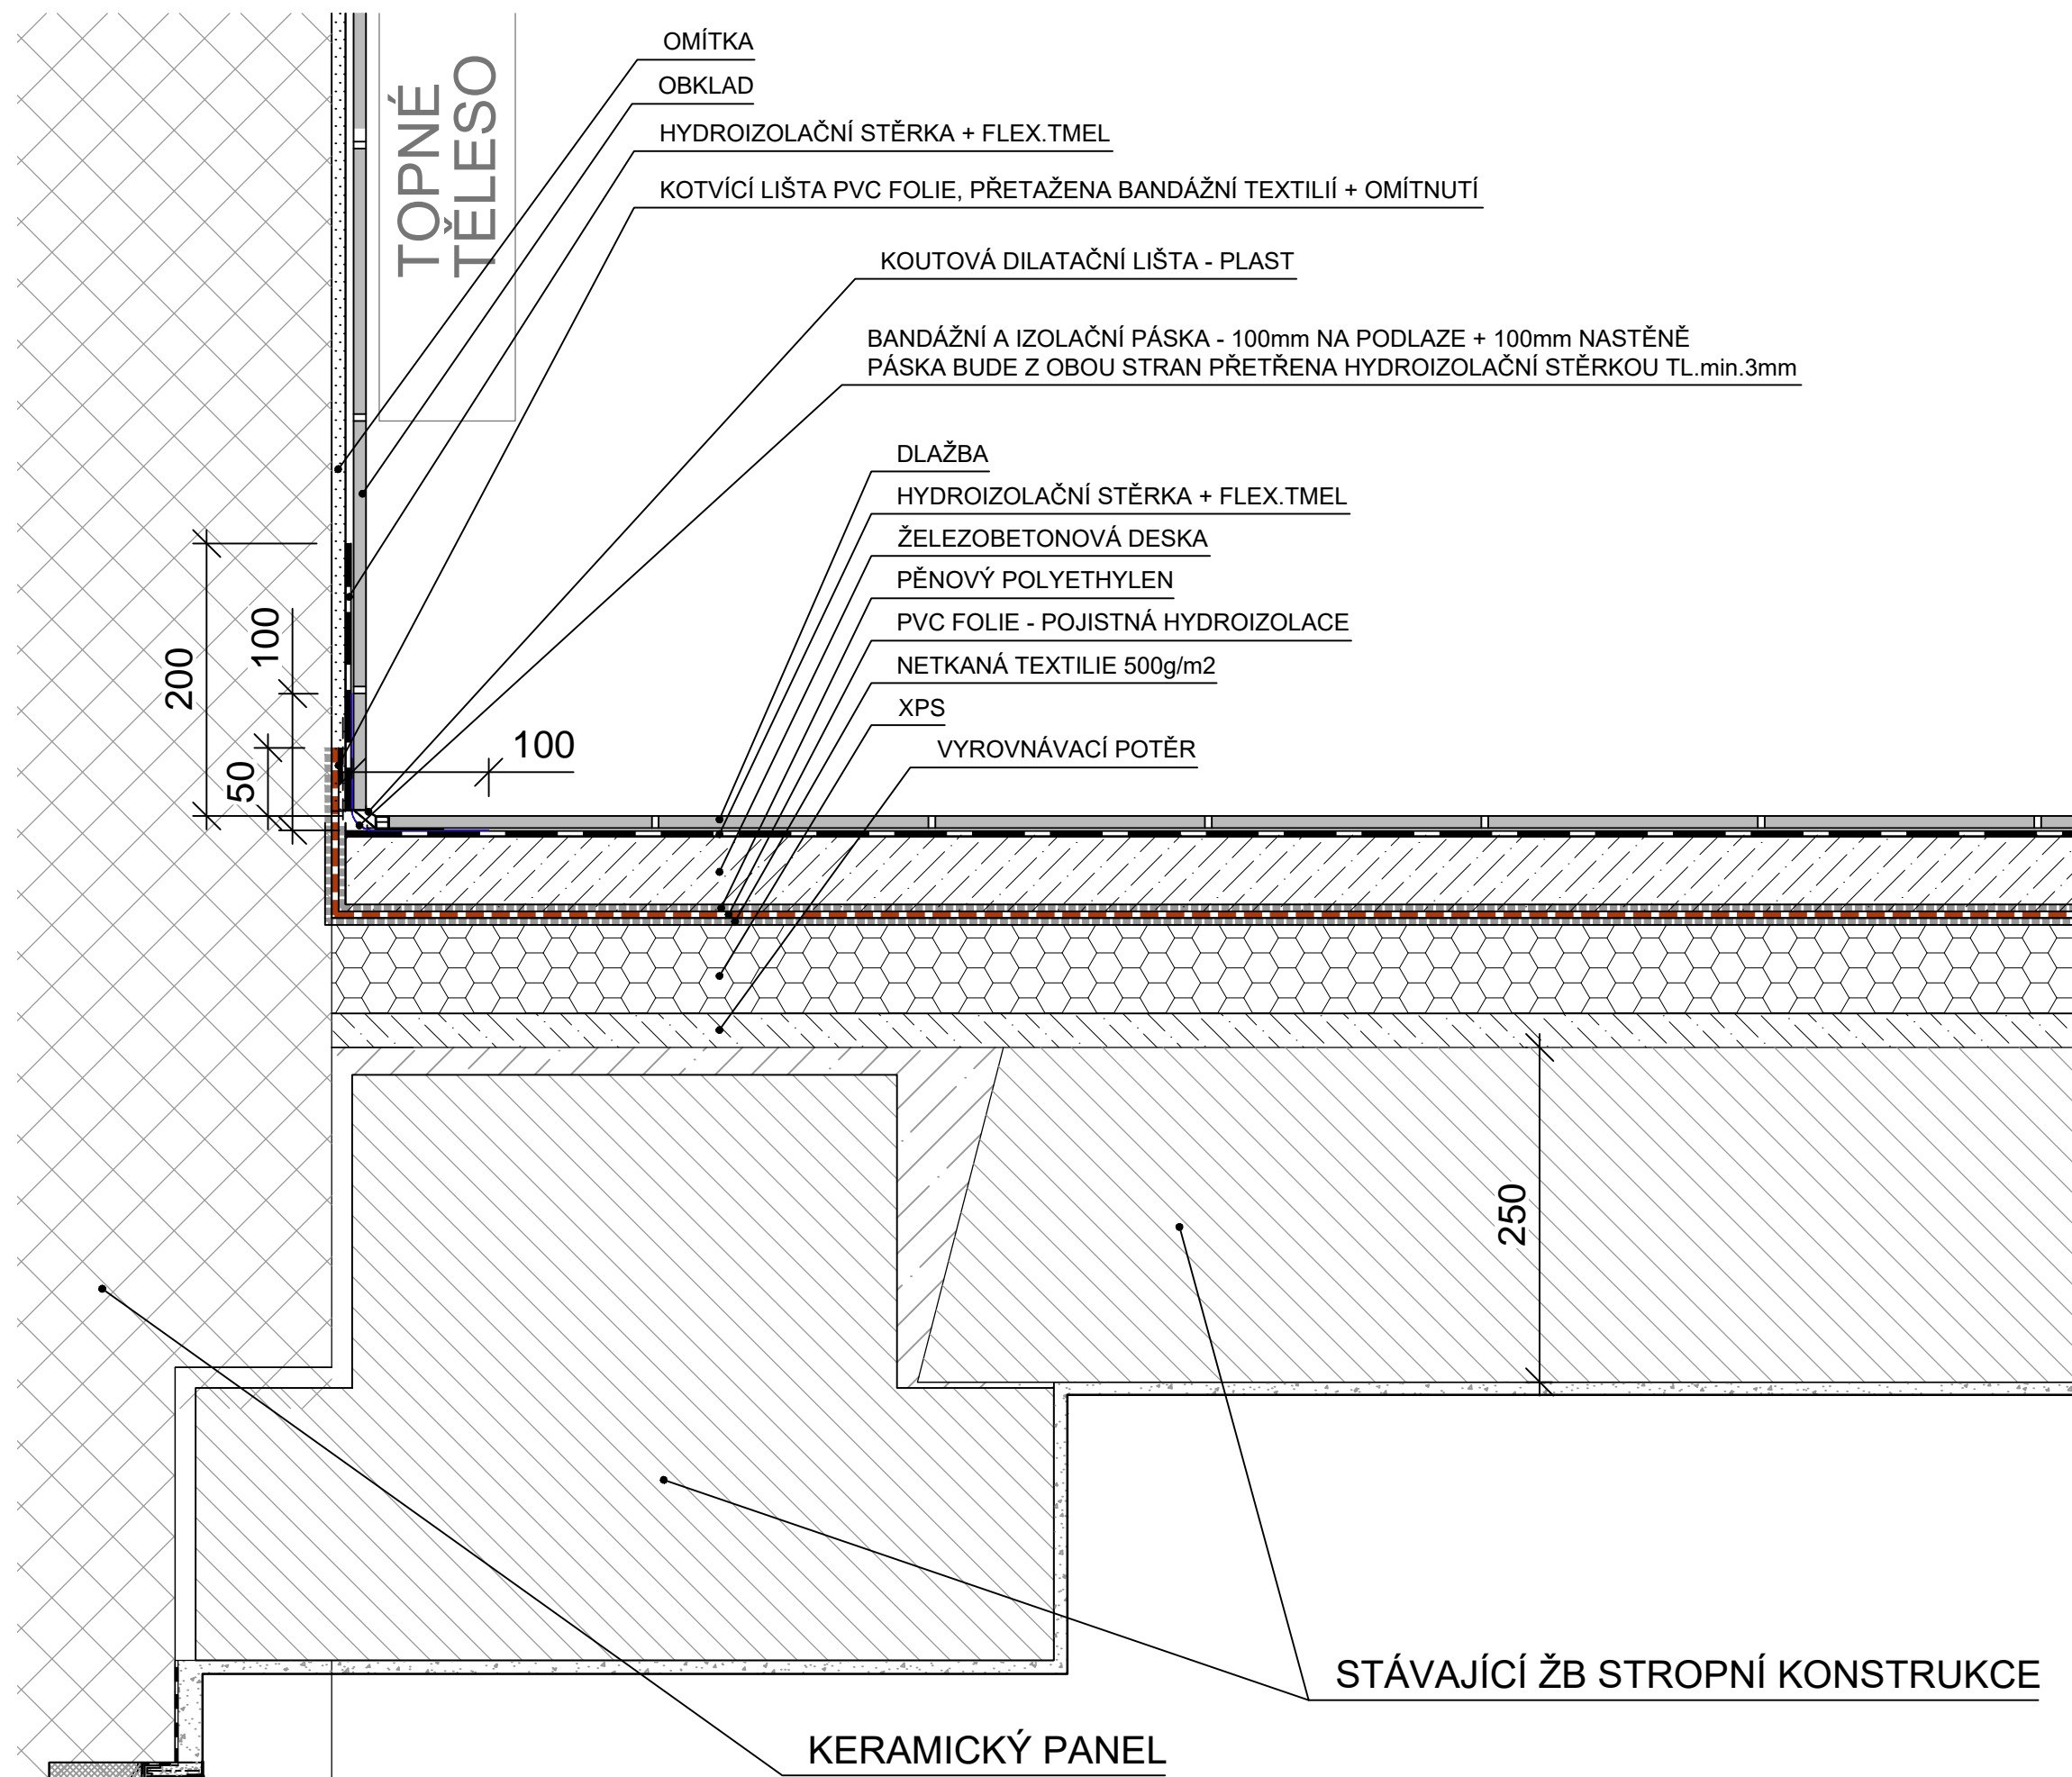 TOPNÉ
TĚLESO
OMÍTKA
OBKLAD
HYDROIZOLAČNÍ STĚRKA + FLEX.TMEL
KOTVÍCÍ LIŠTA PVC FOLIE, PŘETAŽENA BANDÁŽNÍ TEXTILIÍ + OMÍTNUTÍ
KOUTOVÁ DILATAČNÍ LIŠTA - PLAST
BANDÁŽNÍ A IZOLAČNÍ PÁSKA - 100mm NA PODLAZE + 100mm NASTĚNĚ
PÁSKA BUDE Z OBOU STRAN PŘETŘENA HYDROIZOLAČNÍ STĚRKOU TL.min.3mm
DLAŽBA
HYDROIZOLAČNÍ STĚRKA + FLEX.TMEL
ŽELEZOBETONOVÁ DESKA
PĚNOVÝ POLYETHYLEN
PVC FOLIE - POJISTNÁ HYDROIZOLACE
NETKANÁ TEXTILIE 500g/m2
XPS
VYROVNÁVACÍ POTĚR
200
100
50
100
250
STÁVAJÍCÍ ŽB STROPNÍ KONSTRUKCE
KERAMICKÝ PANEL